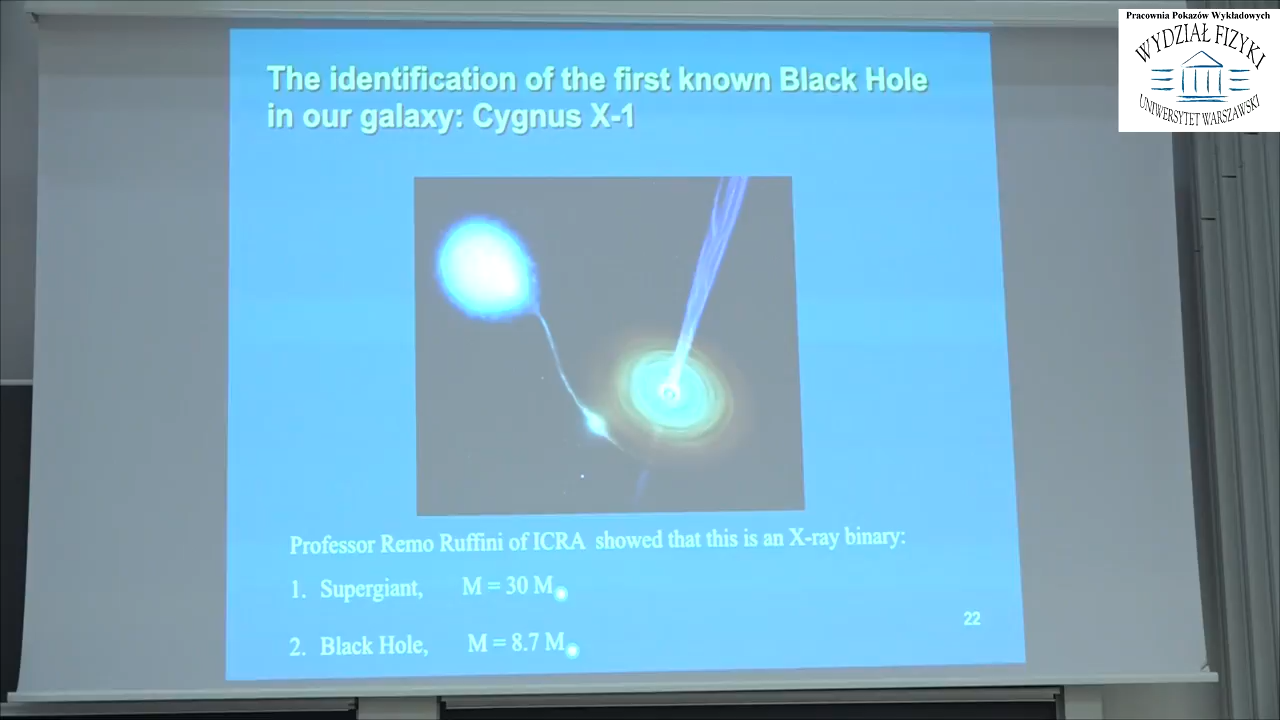 Pracownia Pokazów Wykładowych
WYDZIAŁ FIZYKI
UNIWERSYTET WARSZAWSKI
The identification of the first known Black Hole
in our galaxy: Cygnus X-1
Professor Remo Ruffini of ICRA showed that this is an X-ray binary:
1. Supergiant, M = 30 M
2. Black Hole, M = 8.7 M
22